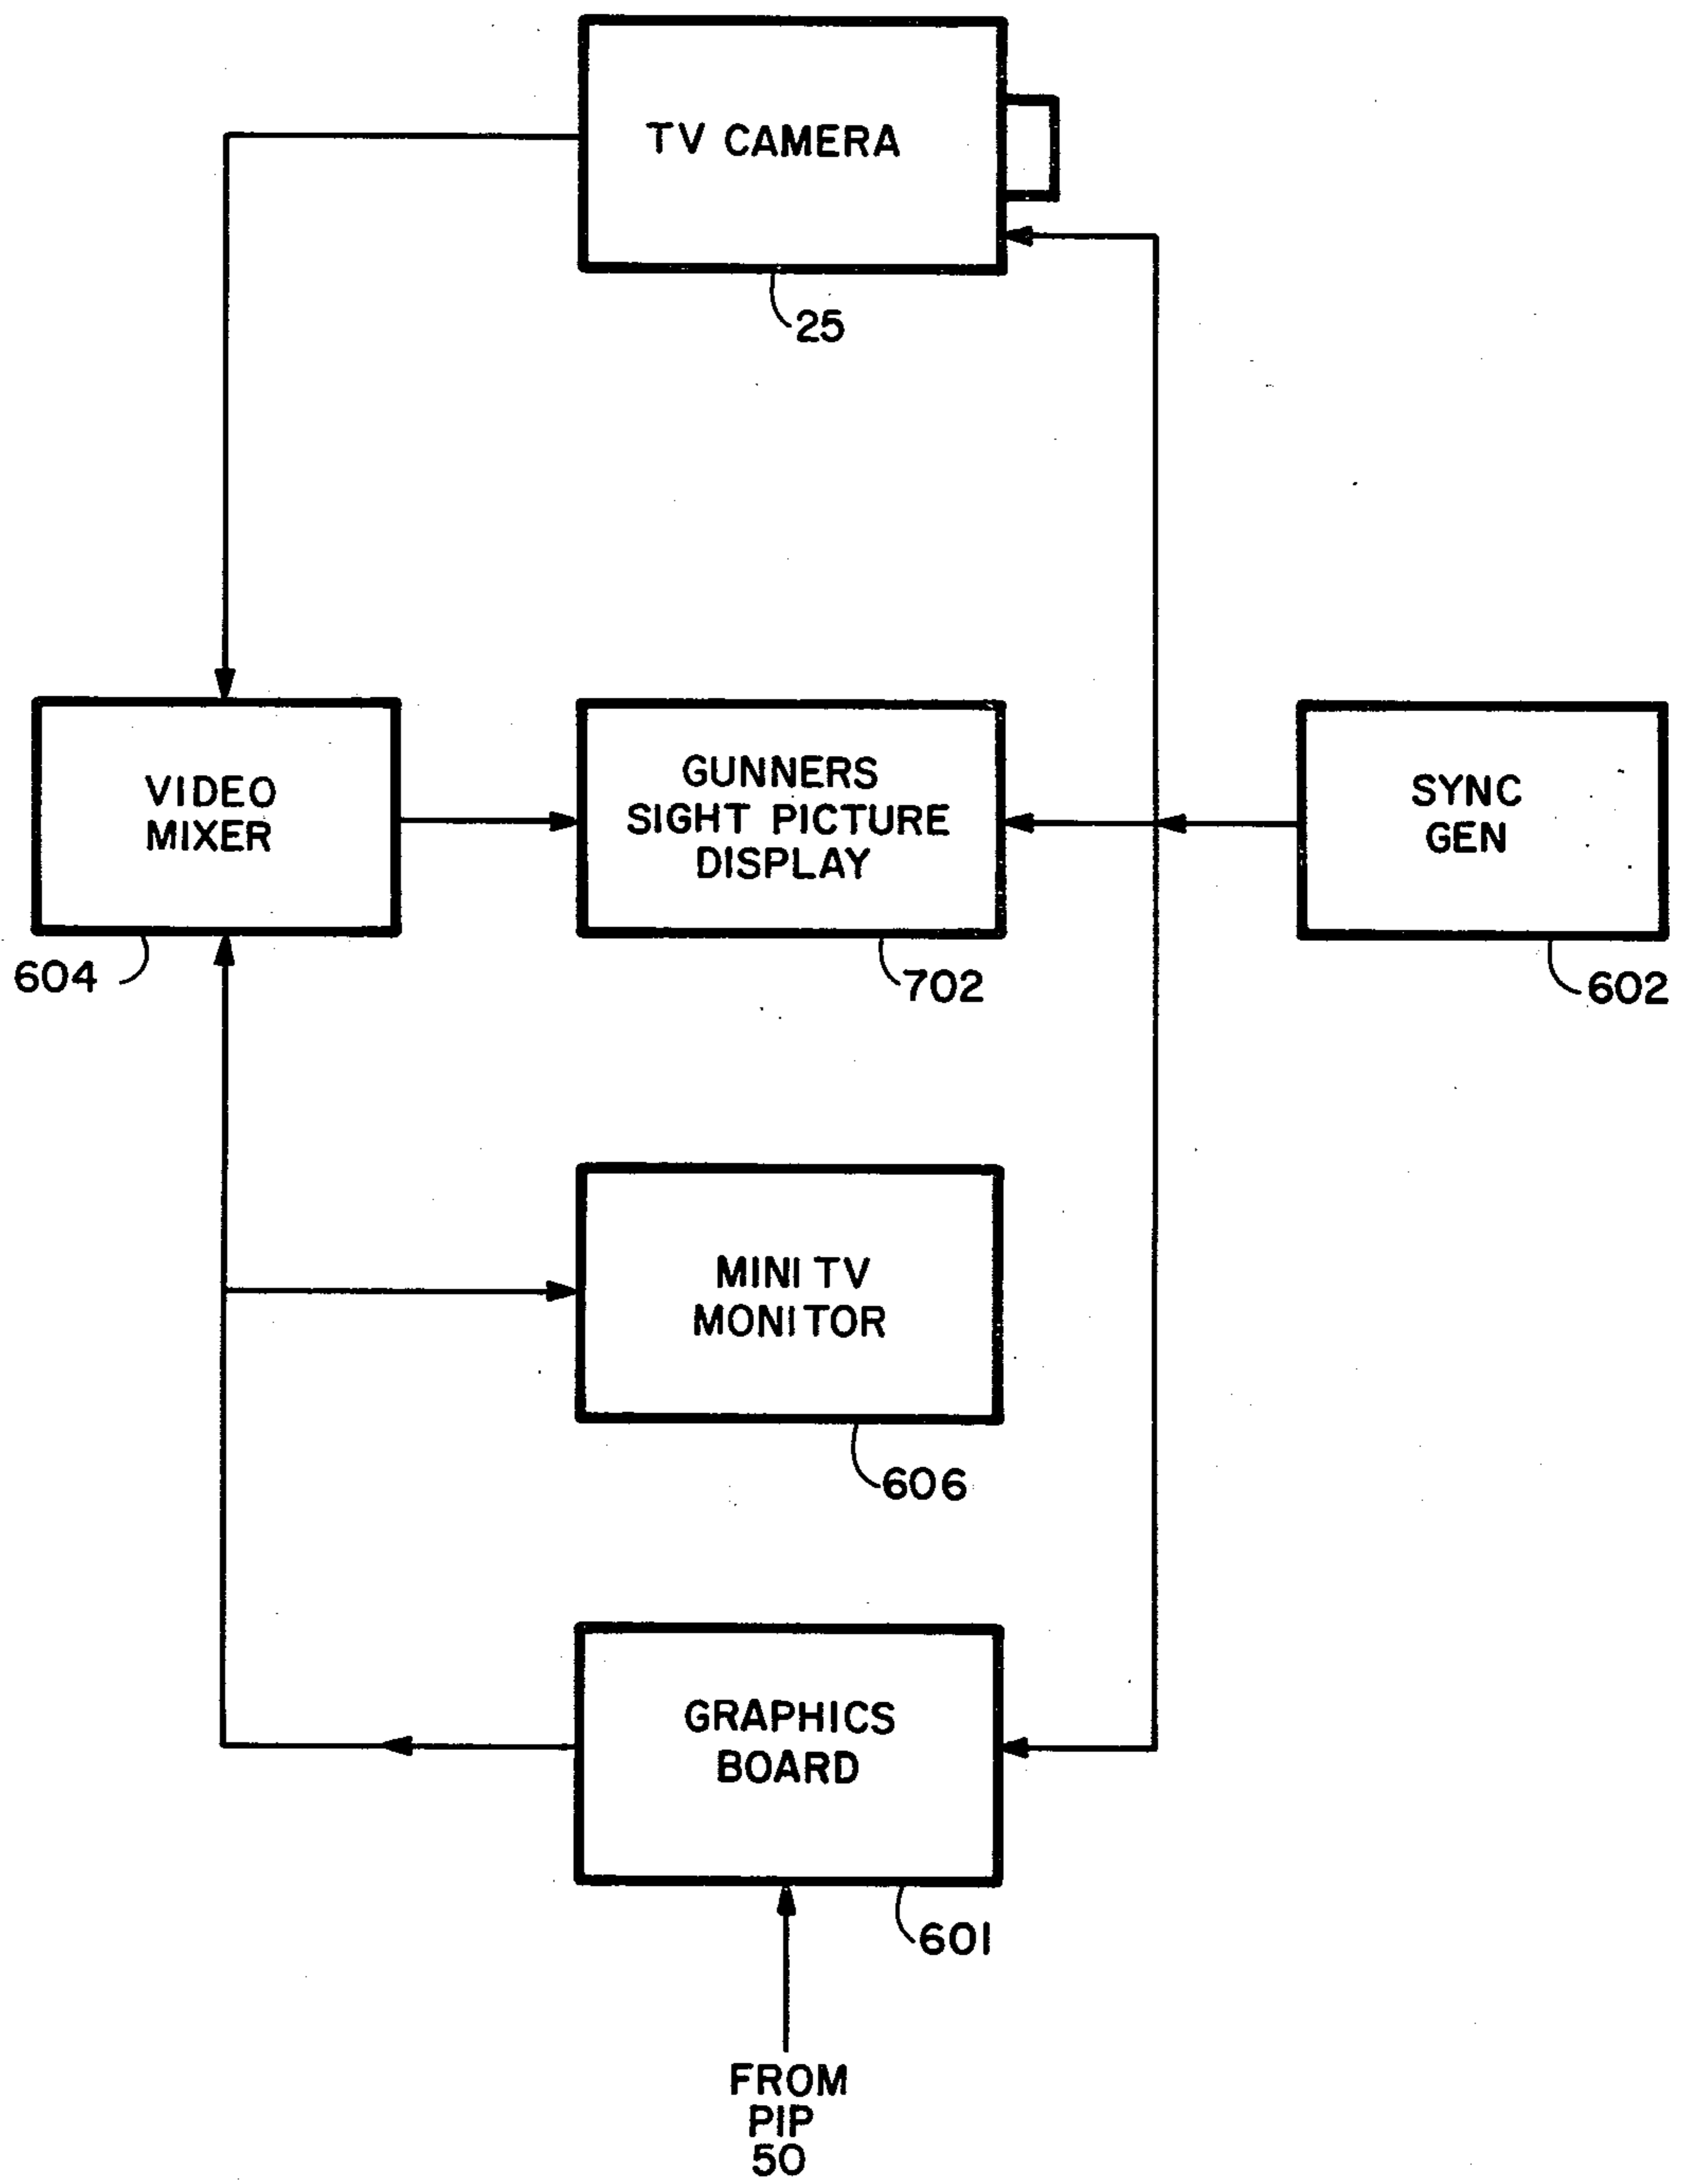 TV CAMERA
25
VIDEO
MIXER
604
GUNNERS
SIGHT PICTURE
DISPLAY
702
SYNC
GEN
602
MINI TV
MONITOR
606
GRAPHICS
BOARD
601
FROM
PIP
50